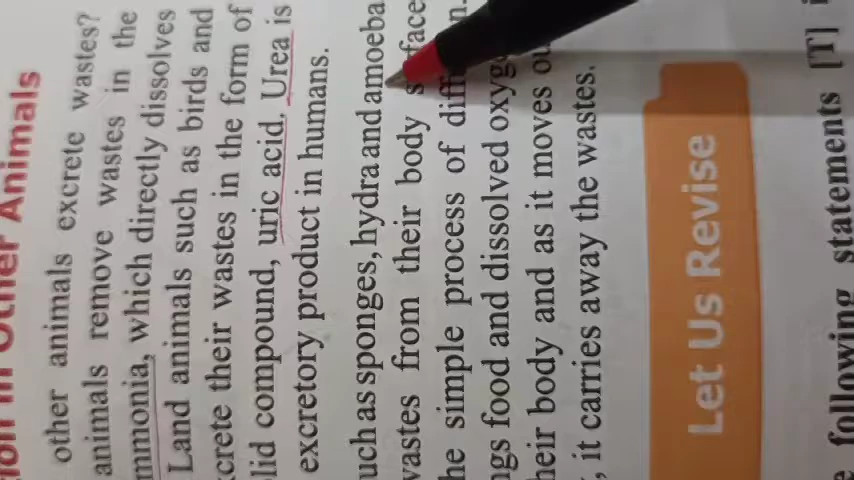 ion in Other Animals
other animals excrete wastes?
animals remove wastes in the
mmonia, which directly dissolves
Land animals such as birds and
crete their wastes in the form of
lid compound, uric acid. Urea is
excretory product in humans.
uch as sponges, hydra and amoeba
wastes from their body s face
he simple process of diff n.
ngs food and dissolved oxyg
heir body and as it moves ou
, it carries away the wastes.
Let Us Revise
e following statements [T] i